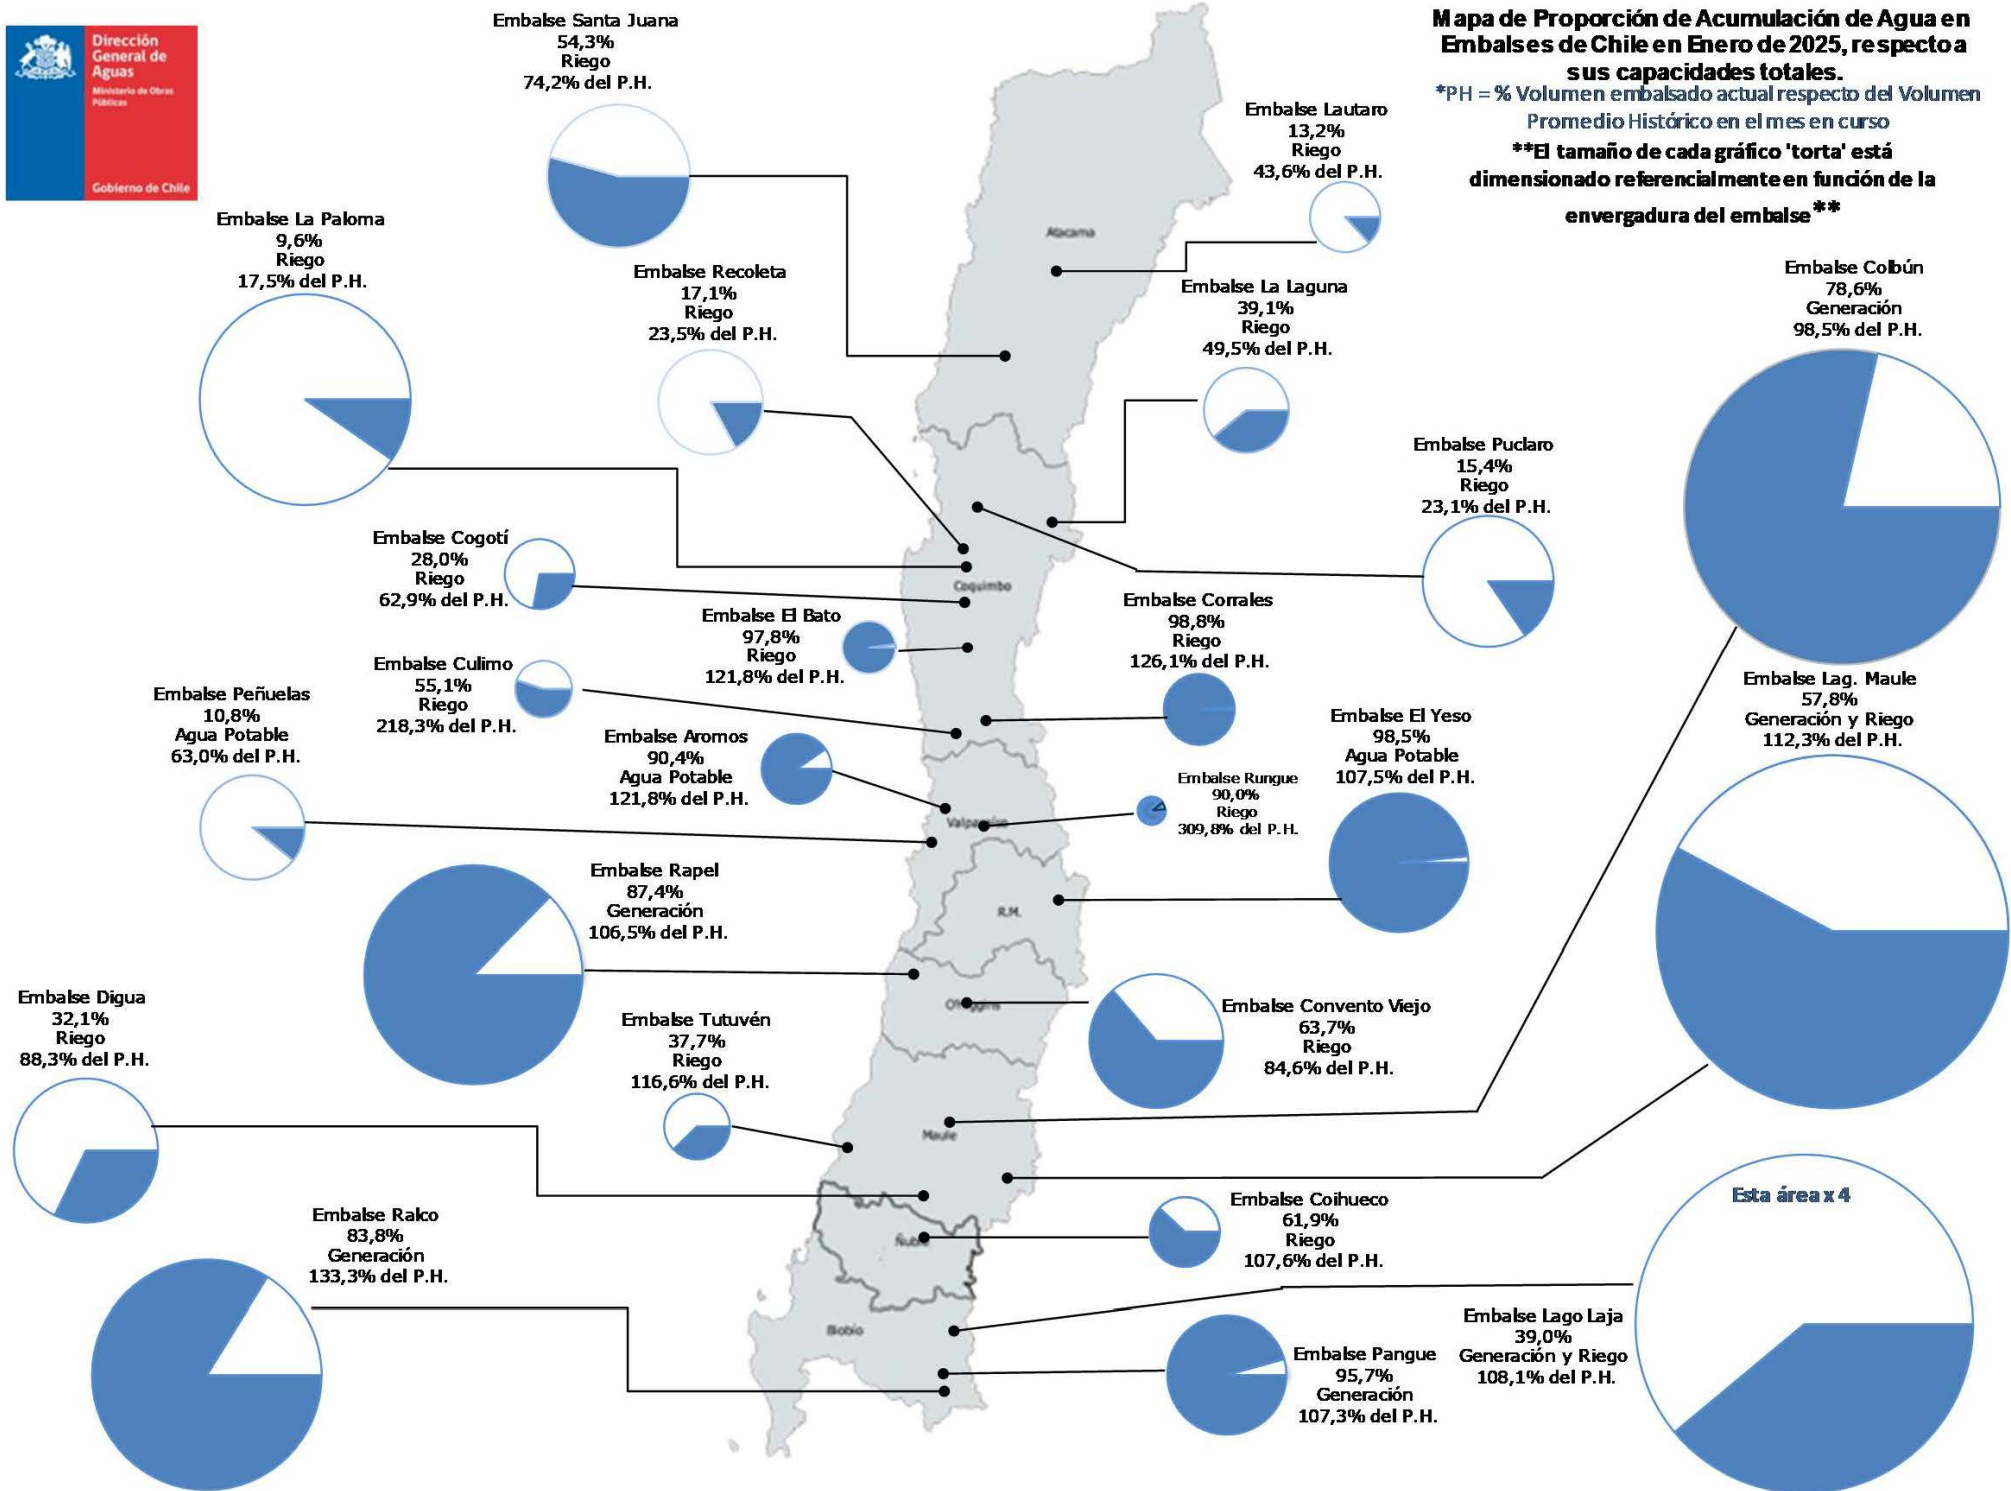 Dirección
General de
Aguas
Ministerio de Obras
Públicas
Gobierno de Chile
Mapa de Proporción de Acumulación de Agua en
Embalses de Chile en Enero de 2025, respecto a
sus capacidades totales.
*PH = % Volumen embalsado actual respecto del Volumen
Promedio Histórico en el mes en curso
**El tamaño de cada gráfico 'torta' está
dimensionado referencialmente en función de la
envergadura del embalse**
Embalse Santa Juana
54,3%
Riego
74,2% del P.H.
Embalse Lautaro
13,2%
Riego
43,6% del P.H.
Embalse La Paloma
9,6%
Riego
17,5% del P.H.
Embalse Recoleta
17,1%
Riego
23,5% del P.H.
Embalse La Laguna
39,1%
Riego
49,5% del P.H.
Embalse Colbún
78,6%
Generación
98,5% del P.H.
Embalse Puclaro
15,4%
Riego
23,1% del P.H.
Embalse Cogotí
28,0%
Riego
62,9% del P.H.
Embalse El Bato
97,8%
Riego
121,8% del P.H.
Embalse Corrales
98,8%
Riego
126,1% del P.H.
Embalse Culimo
55,1%
Riego
218,3% del P.H.
Embalse Peñuelas
10,8%
Agua Potable
63,0% del P.H.
Embalse Aromos
90,4%
Agua Potable
121,8% del P.H.
Embalse Rungue
90,0%
Riego
309,8% del P.H.
Embalse El Yeso
98,5%
Agua Potable
107,5% del P.H.
Embalse Lag. Maule
57,8%
Generación y Riego
112,3% del P.H.
Embalse Rapel
87,4%
Generación
106,5% del P.H.
Embalse Digua
32,1%
Riego
88,3% del P.H.
Embalse Tutuvén
37,7%
Riego
116,6% del P.H.
Embalse Convento Viejo
63,7%
Riego
84,6% del P.H.
Embalse Ralco
83,8%
Generación
133,3% del P.H.
Embalse Coihueco
61,9%
Riego
107,6% del P.H.
Esta área x 4
Embalse Lago Laja
39,0%
Generación y Riego
108,1% del P.H.
Embalse Pangue
95,7%
Generación
107,3% del P.H.
Atacama
Coquimbo
Valparaíso
R.M.
O'Higgins
Maule
Ñuble
Biobío